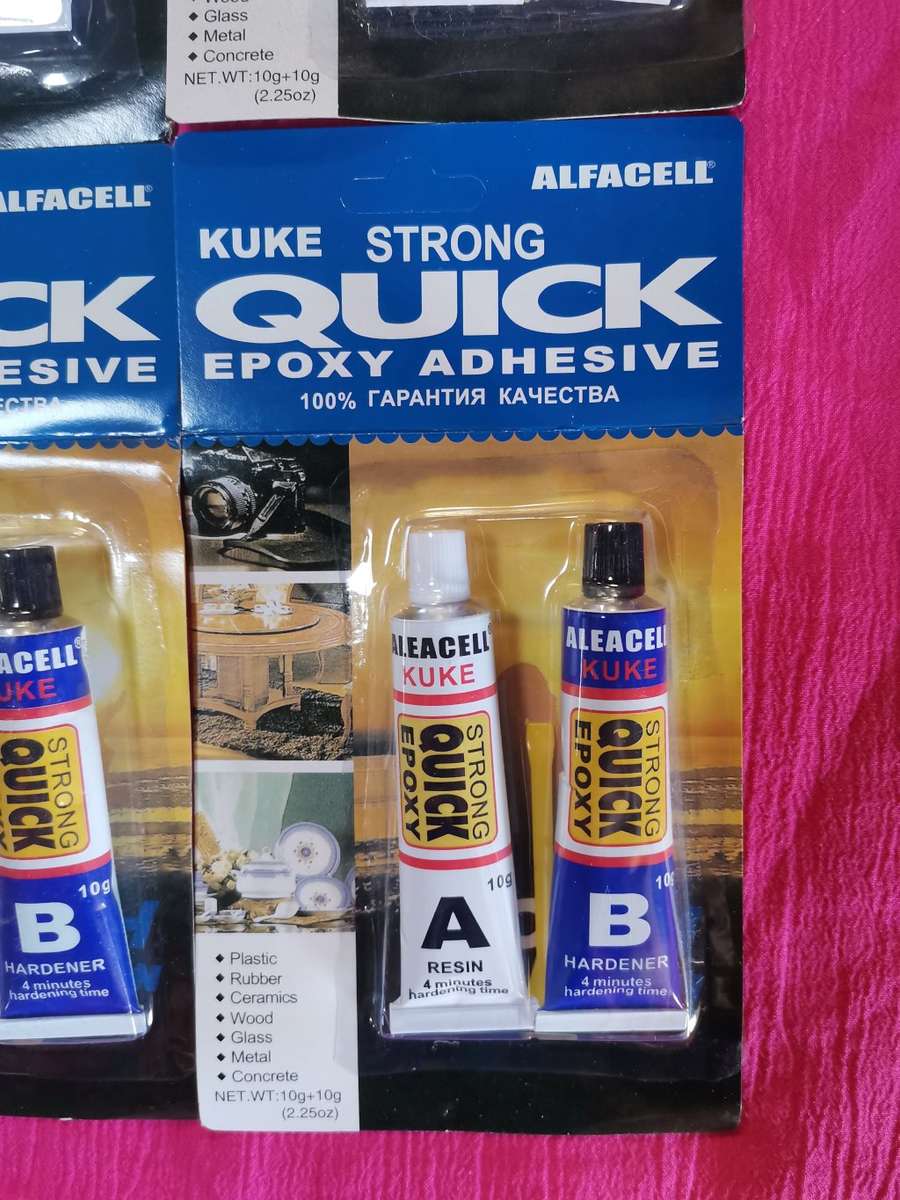 Glass
Metal
Concrete
NET.WT:10g+10g
(2.25oz)
ALFACELL®
CK
ESIVE
ACELL®
UKE
STRONG
QUICK
10g
B
HARDENER
4 minutes
hardening time
ALFACELL®
KUKE STRONG
QUICK
EPOXY ADHESIVE
100% ГАРАНТИЯ КАЧЕСТВА
ALEACELL
KUKE
STRONG
QUICK
EPOXY
10g
A
RESIN
4 minutes
hardening time
ALEACELL
KUKE
STRONG
QUICK
EPOXY
10g
B
HARDENER
4 minutes
hardening time
Plastic
Rubber
Ceramics
Wood
Glass
Metal
Concrete
NET.WT:10g+10g
(2.25oz)